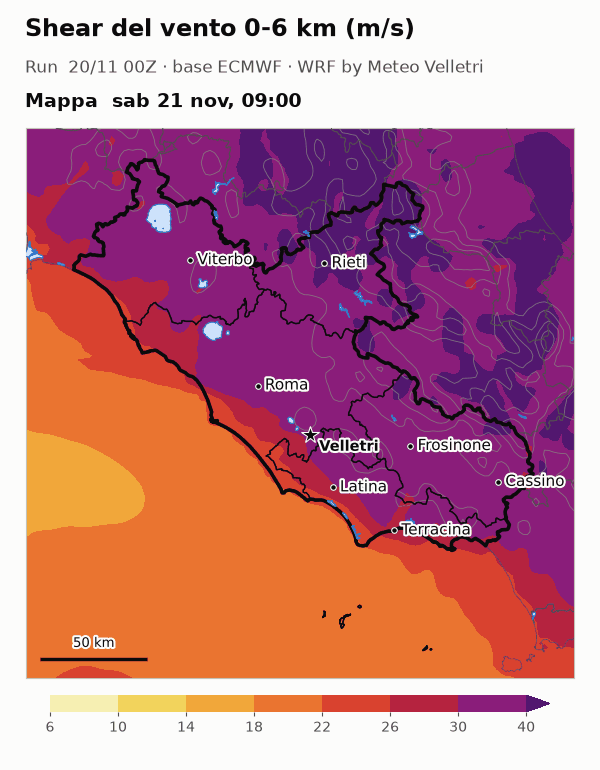 Shear del vento 0-6 km (m/s)
Run 20/11 00Z · base ECMWF · WRF by Meteo Velletri
Mappa sab 21 nov, 09:00
Viterbo
Rieti
Roma
Velletri
Frosinone
Cassino
Latina
Terracina
50 km
6 10 14 18 22 26 30 40